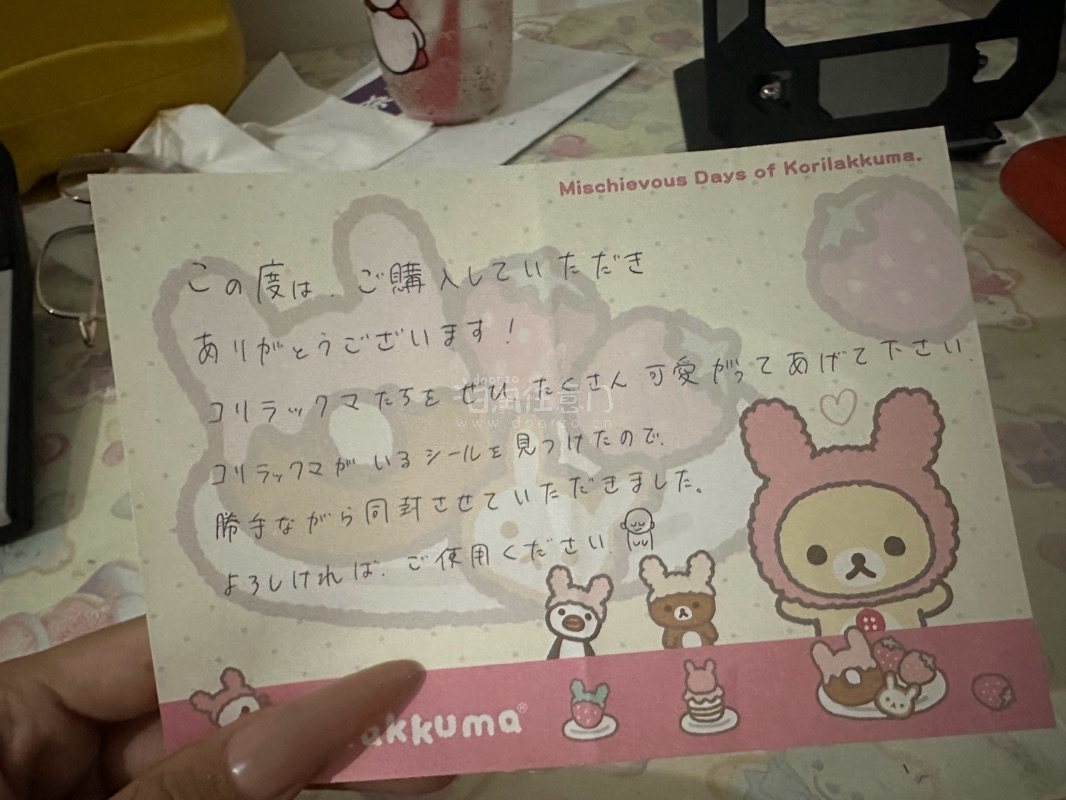 Mischievous Days of Korilakkuma.
この度は、ご購入していただき
ありがとうございます！
コリラックマたちをぜひたくさん可愛がってあげて下さい.
コリラックマがいるシールを見つけたので、
勝手ながら同封させていただきました。
よろしければ、ご使用ください
akkuma®
doorzo
www.doorzo.cn